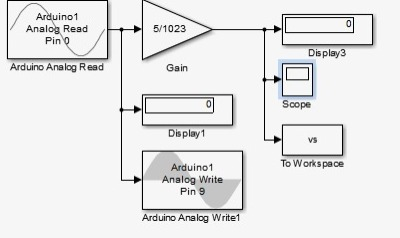 Arduino1
Analog Read
Pin 0
Arduino Analog Read
5/1023
Gain
0
Display3
Scope
vs
To Workspace
0
Display1
Arduino1
Analog Write
Pin 9
Arduino Analog Write1